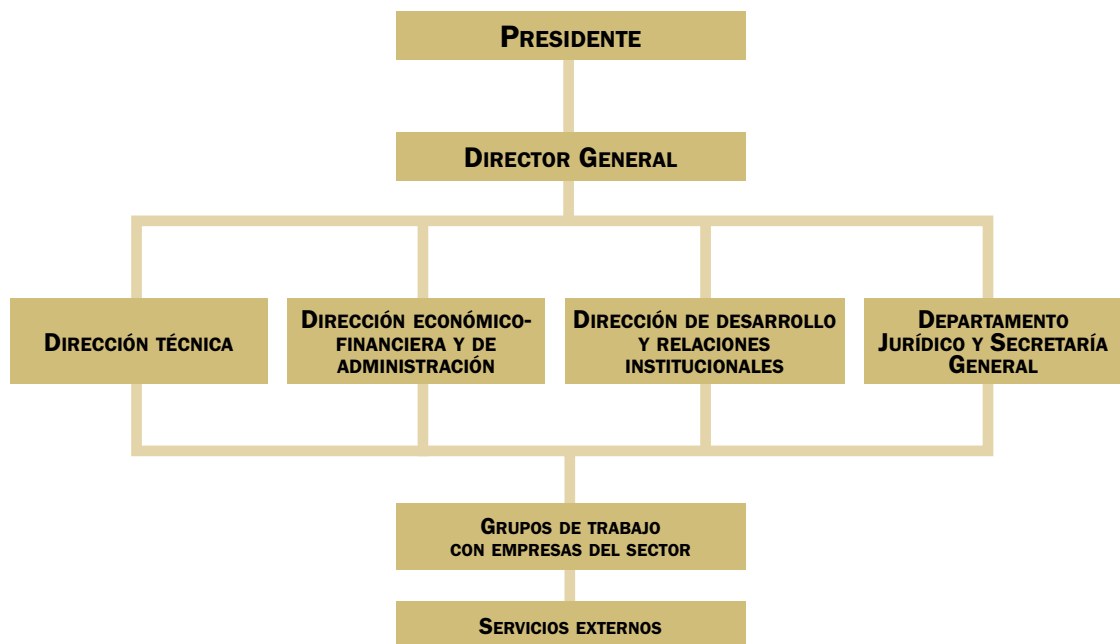 Presidente
Director General
Dirección técnica
Dirección económico-
financiera y de
administración
Dirección de desarrollo
y relaciones
institucionales
Departamento
Jurídico y Secretaría
General
Grupos de trabajo
con empresas del sector
Servicios externos